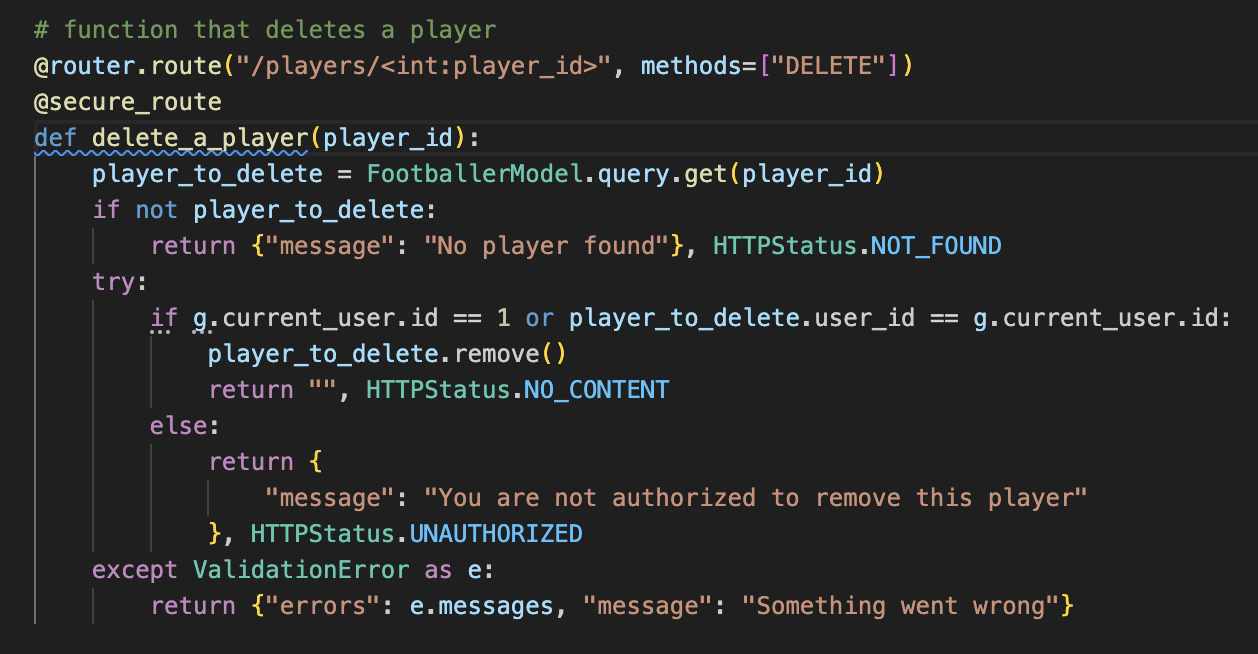 # function that deletes a player
@router.route("/players/<int:player_id>", methods=["DELETE"])
@secure_route
def delete_a_player(player_id):
    player_to_delete = FootballerModel.query.get(player_id)
    if not player_to_delete:
        return {"message": "No player found"}, HTTPStatus.NOT_FOUND
    try:
        if g.current_user.id == 1 or player_to_delete.user_id == g.current_user.id:
            player_to_delete.remove()
            return "", HTTPStatus.NO_CONTENT
        else:
            return {
                "message": "You are not authorized to remove this player"
            }, HTTPStatus.UNAUTHORIZED
    except ValidationError as e:
        return {"errors": e.messages, "message": "Something went wrong"}